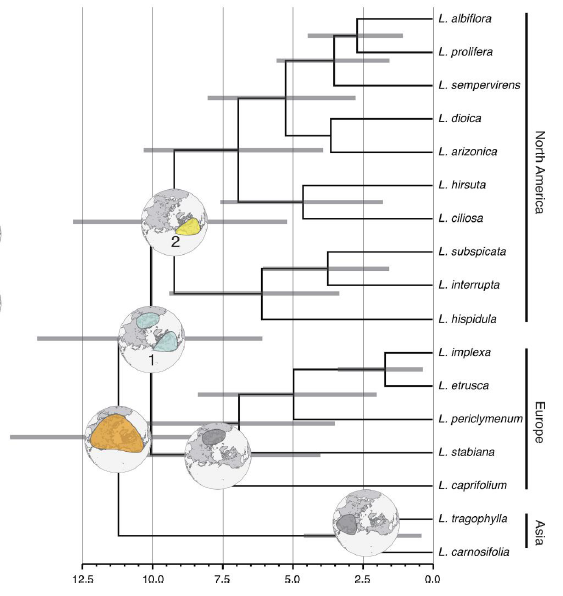 L. albiflora
L. prolifera
L. sempervirens
L. dioica
L. arizonica
L. hirsuta
L. ciliosa
L. subspicata
L. interrupta
L. hispidula
North America
L. implexa
L. etrusca
L. periclymenum
L. stabiana
L. caprifolium
Europe
L. tragophylla
L. carnosifolia
Asia
2
1
12.5 10.0 7.5 5.0 2.5 0.0